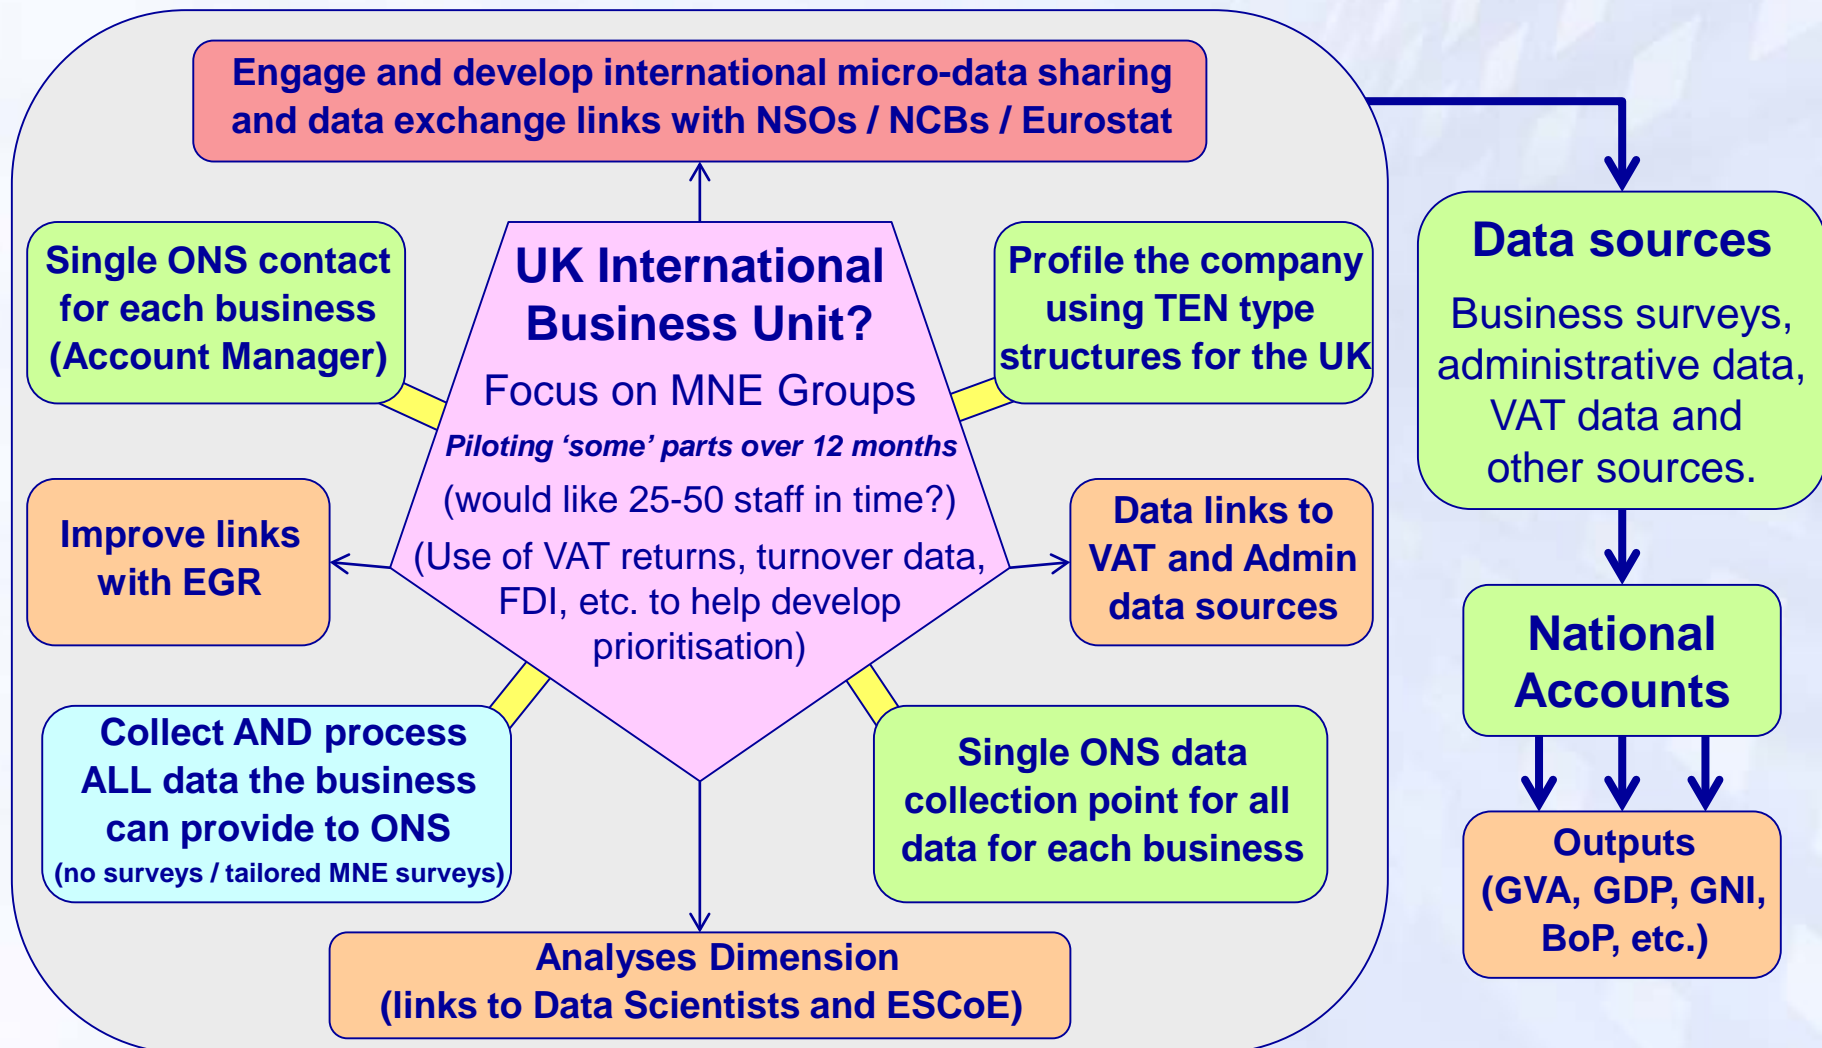 Engage and develop international micro-data sharing
and data exchange links with NSOs / NCBs / Eurostat
Single ONS contact
for each business
(Account Manager)
UK International
Business Unit?
Focus on MNE Groups
Piloting ‘some’ parts over 12 months
(would like 25-50 staff in time?)
(Use of VAT returns, turnover data,
FDI, etc. to help develop
prioritisation)
Profile the company
using TEN type
structures for the UK
Improve links
with EGR
Data links to
VAT and Admin
data sources
Collect AND process
ALL data the business
can provide to ONS
(no surveys / tailored MNE surveys)
Single ONS data
collection point for all
data for each business
Analyses Dimension
(links to Data Scientists and ESCoE)
Data sources
Business surveys,
administrative data,
VAT data and
other sources.
National
Accounts
Outputs
(GVA, GDP, GNI,
BoP, etc.)